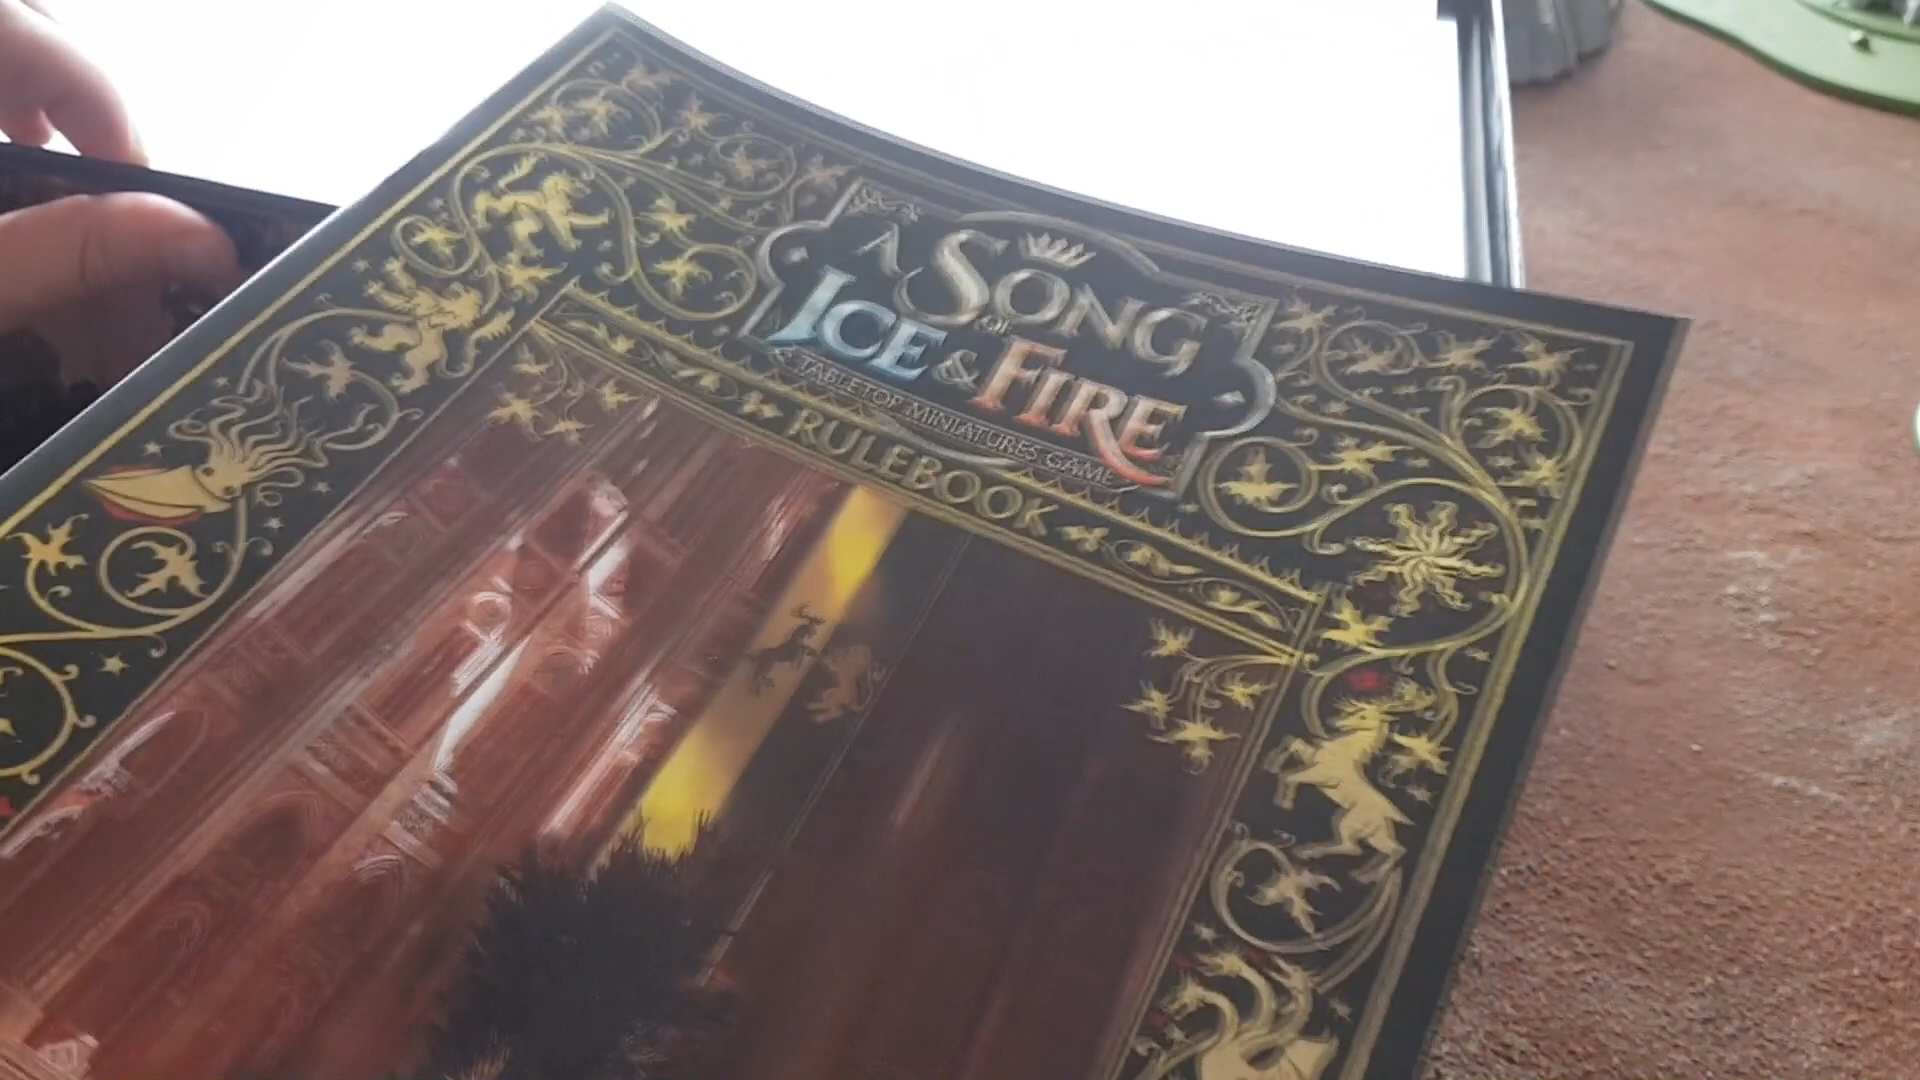 A SONG
OF
ICE & FIRE
TABLETOP MINIATURES GAME
RULEBOOK